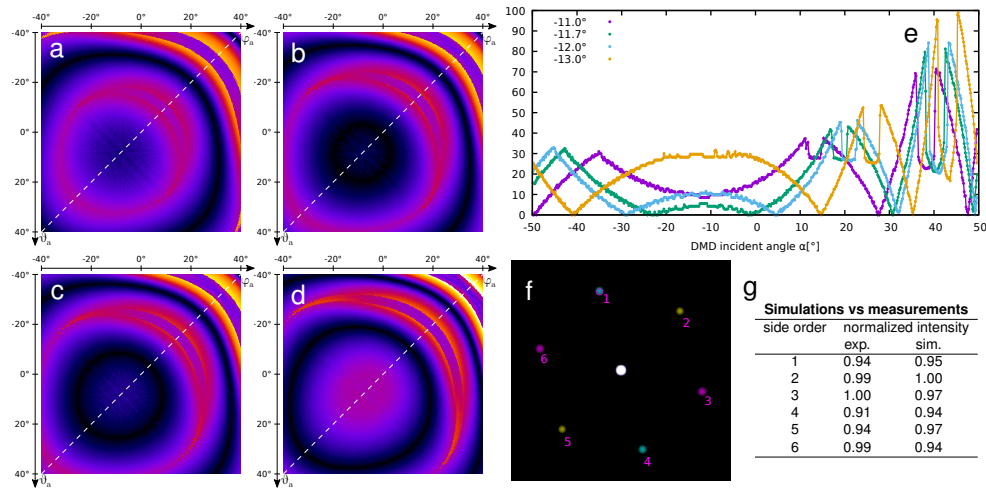 -40° -20° 0° 20° 40°
φa
-40°
-20°
0°
20°
40°
ϑa
a
-40° -20° 0° 20° 40°
φa
-40°
-20°
0°
20°
40°
ϑa
b
100
90
80
70
60
50
40
30
20
10
0
-11.0°
-11.7°
-12.0°
-13.0°
e
-50 -40 -30 -20 -10 0 10 20 30 40 50
DMD incident angle α[°]
-40° -20° 0° 20° 40°
φa
-40°
-20°
0°
20°
40°
ϑa
c
-40° -20° 0° 20° 40°
φa
-40°
-20°
0°
20°
40°
ϑa
d
f
1
2
6
3
5
4
g
Simulations vs measurements
side order normalized intensity
exp. sim.
1 0.94 0.95
2 0.99 1.00
3 1.00 0.97
4 0.91 0.94
5 0.94 0.97
6 0.99 0.94